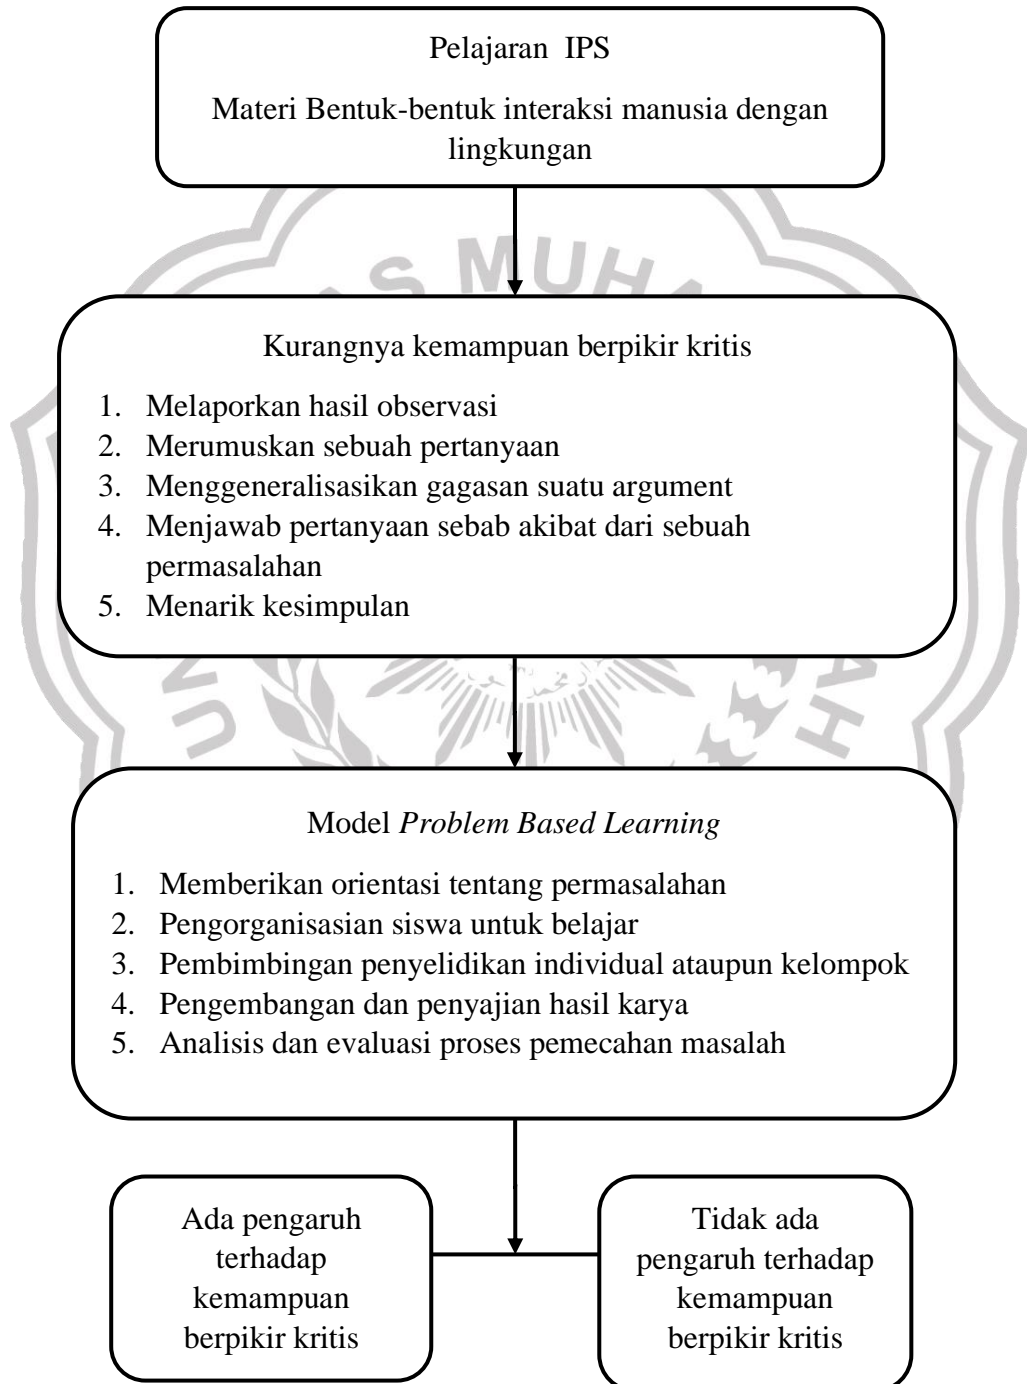 Pelajaran IPS
Materi Bentuk-bentuk interaksi manusia dengan
lingkungan
S MUHA
Kurangnya kemampuan berpikir kritis
1. Melaporkan hasil observasi
2. Merumuskan sebuah pertanyaan
3. Menggeneralisasikan gagasan suatu argument
4. Menjawab pertanyaan sebab akibat dari sebuah
permasalahan
5. Menarik kesimpulan
UN
AH
Model Problem Based Learning
1. Memberikan orientasi tentang permasalahan
2. Pengorganisasian siswa untuk belajar
3. Pembimbingan penyelidikan individual ataupun kelompok
4. Pengembangan dan penyajian hasil karya
5. Analisis dan evaluasi proses pemecahan masalah
Ada pengaruh
terhadap
kemampuan
berpikir kritis
Tidak ada
pengaruh terhadap
kemampuan
berpikir kritis